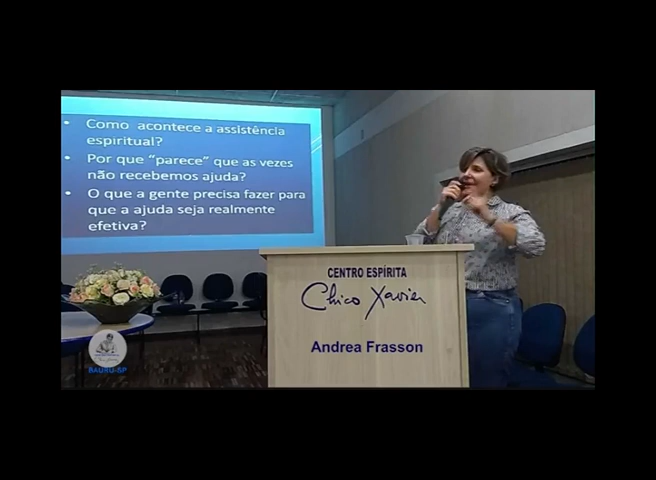 • Como acontece a assistência
espiritual?
• Por que “parece” que as vezes
não recebemos ajuda?
• O que a gente precisa fazer para
que a ajuda seja realmente
efetiva?
CENTRO ESPÍRITA
Chico Xavier
Andrea Frasson
BAURU-SP